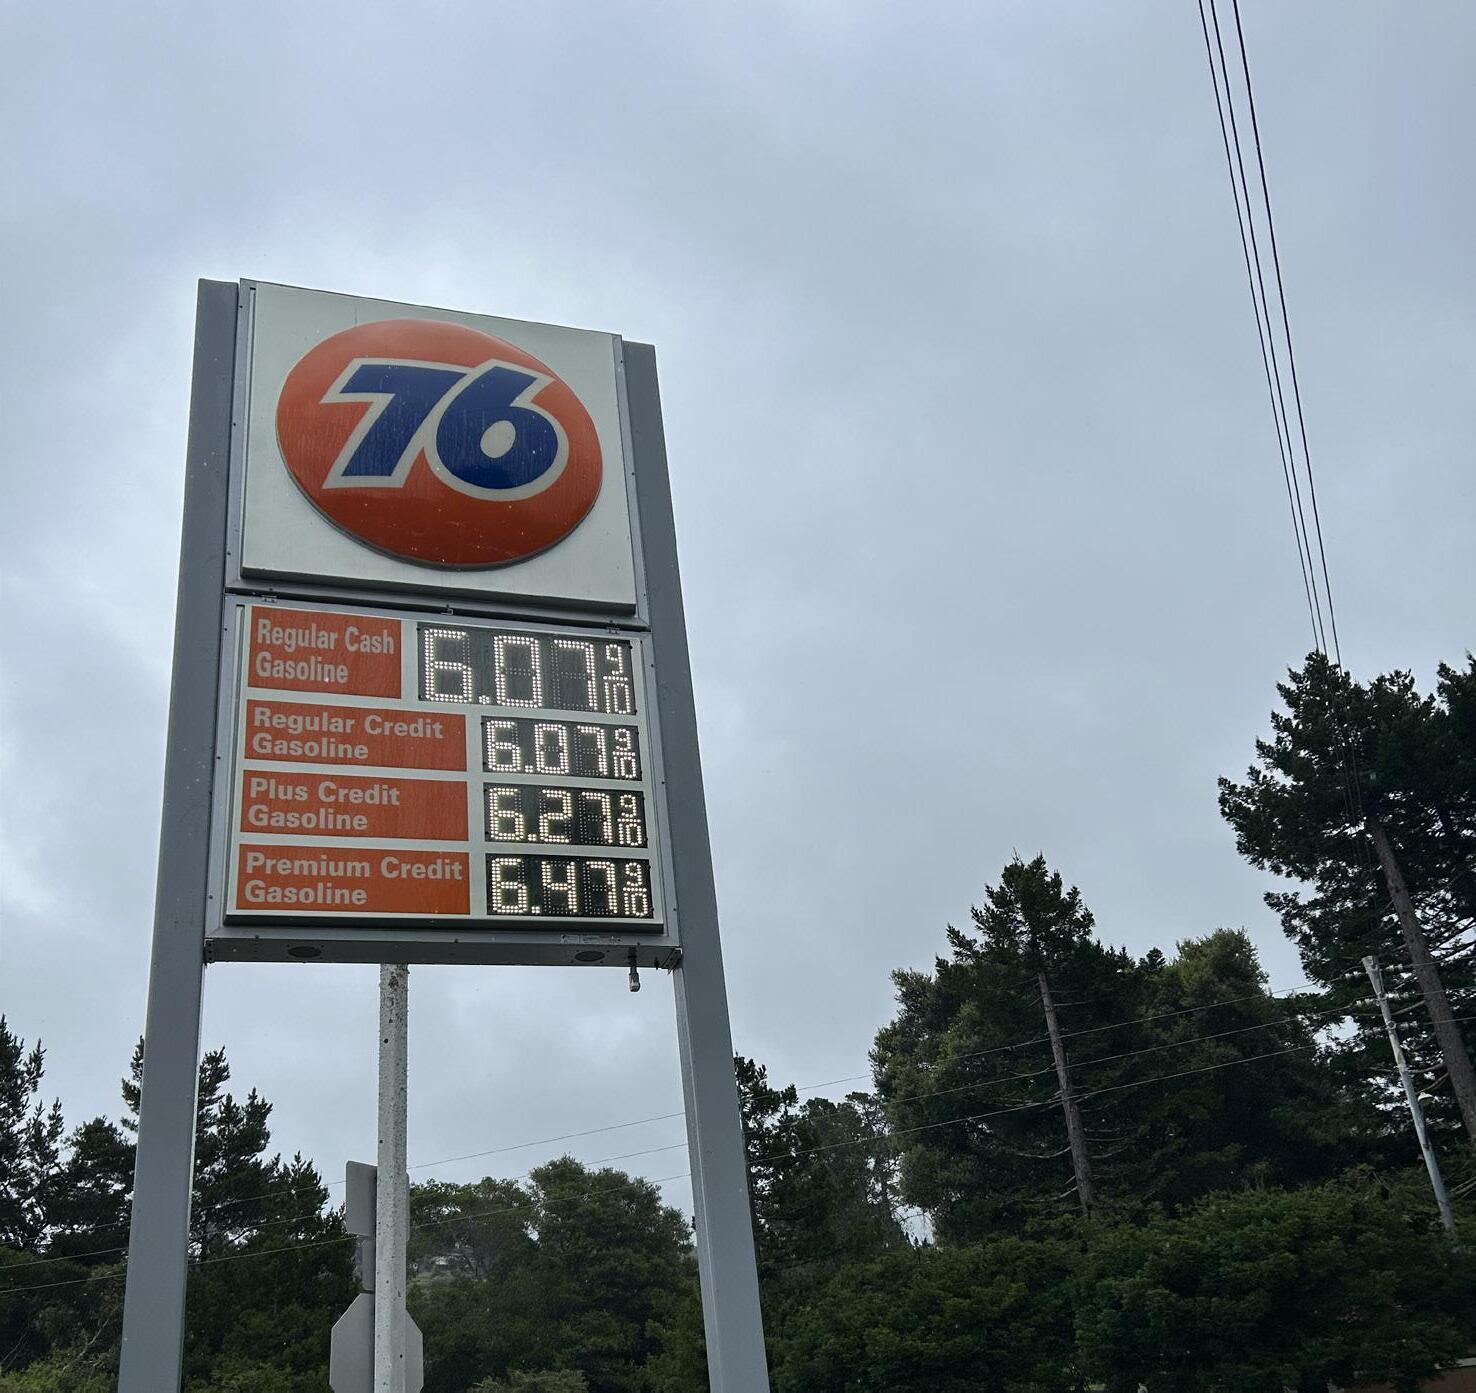 76
Regular Cash
Gasoline
6.07 9/10
Regular Credit
Gasoline
6.07 9/10
Plus Credit
Gasoline
6.27 9/10
Premium Credit
Gasoline
6.47 9/10